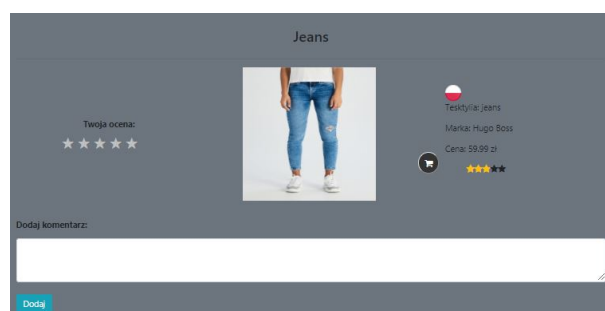 Jeans
Twoja ocena:
Tesktylia: Jeans
Marka: Hugo Boss
Cena: 59.99 zł
Dodaj komentarz:
Dodaj